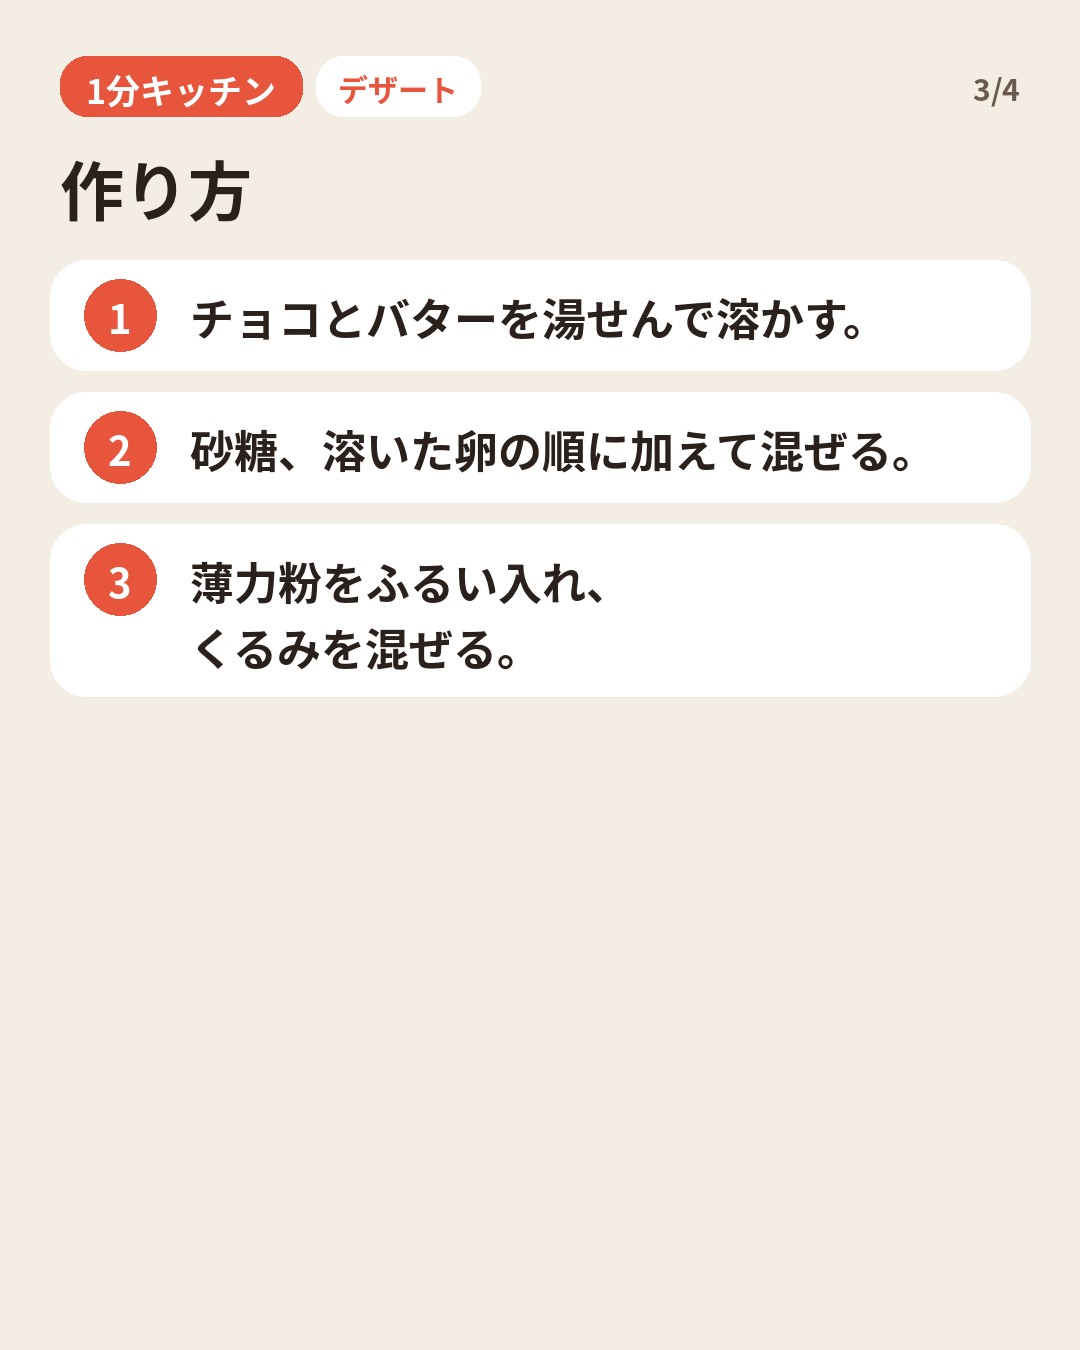 1分キッチン
デザート
3/4
作り方
1 チョコとバターを湯せんで溶かす。
2 砂糖、溶いた卵の順に加えて混ぜる。
3 薄力粉をふるい入れ、
くるみを混ぜる。